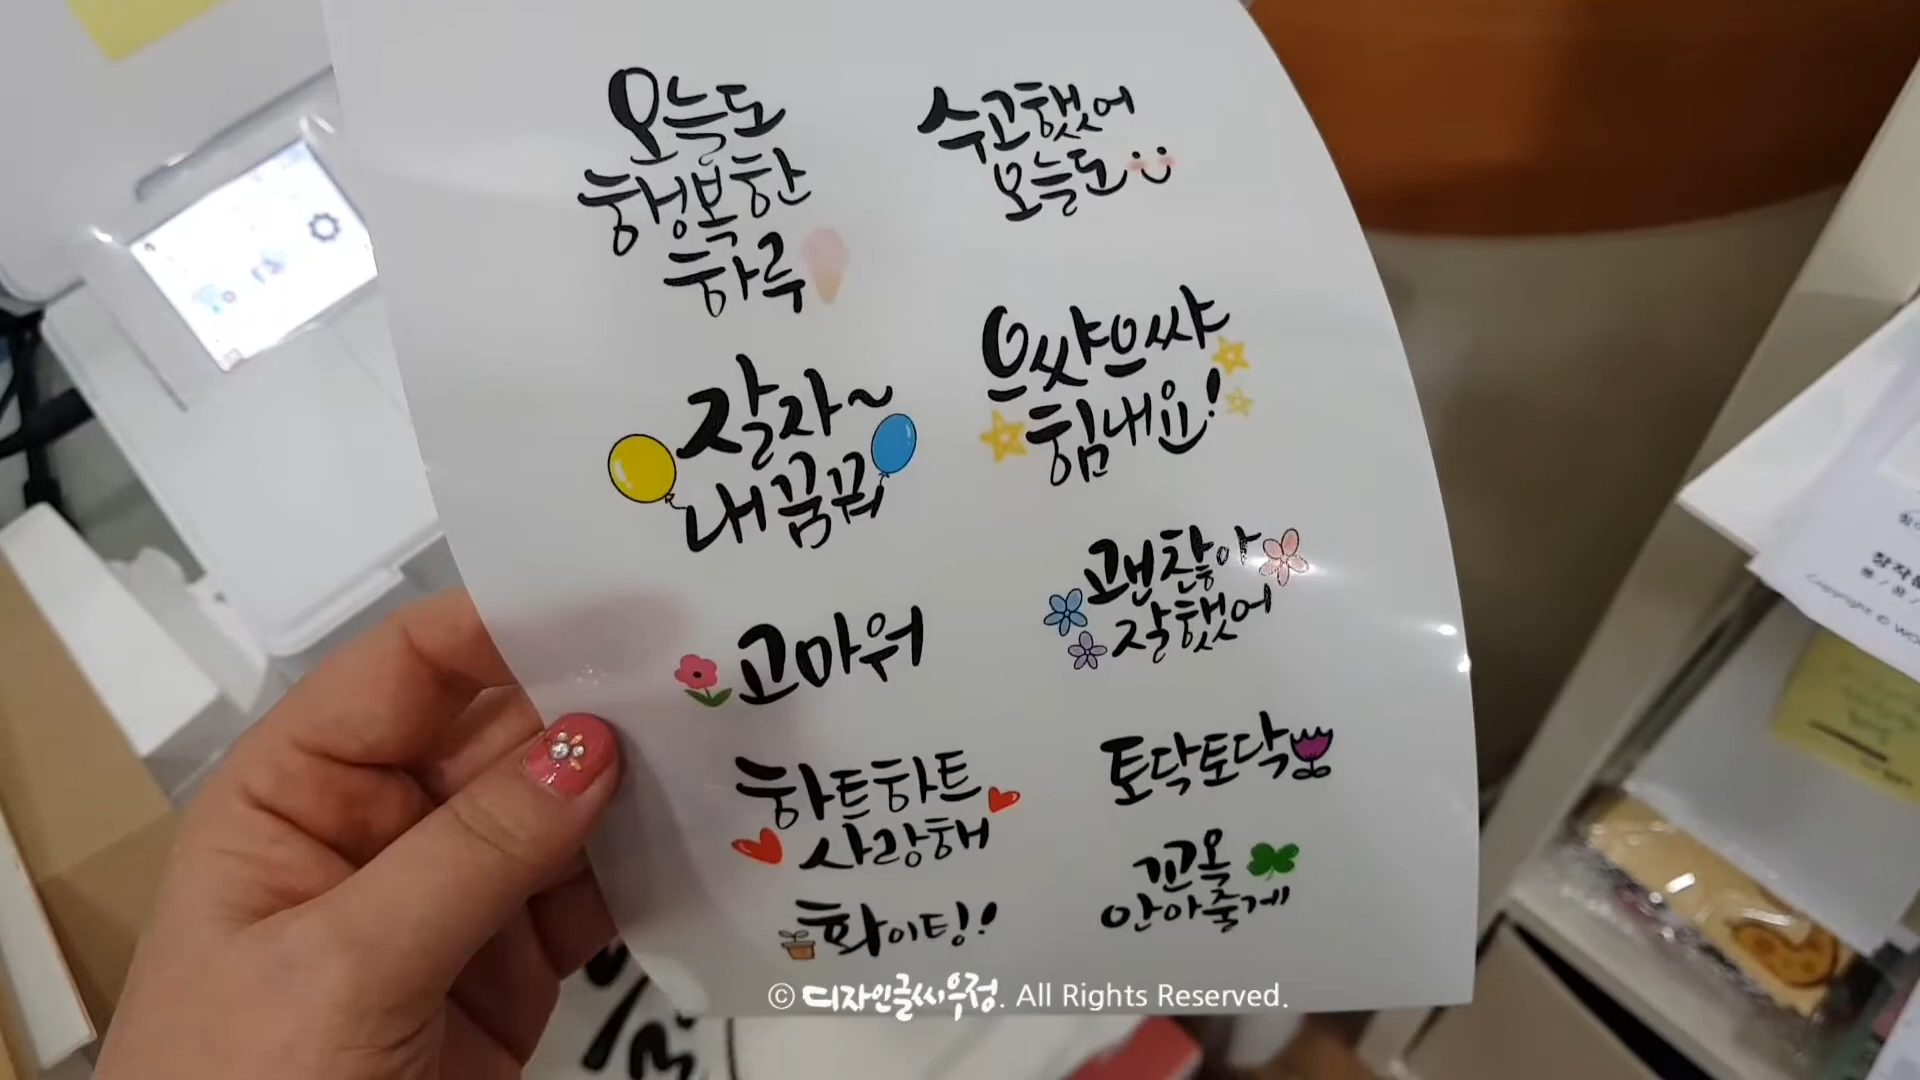 오늘도
행복한
하루
수고했어
오늘도
잘자~
내꿈꿔
으쌰으쌰
힘내요!
고마워
괜찮아
잘했어
하트하트
사랑해
토닥토닥
화이팅!
꼬옥
안아줄게
© 디자인글씨우정. All Rights Reserved.